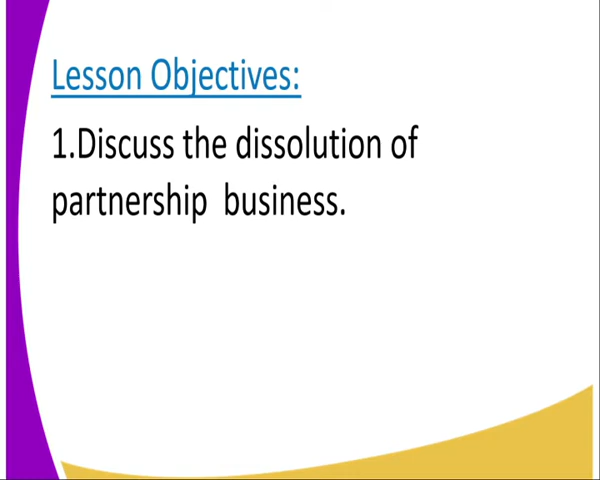 Lesson Objectives:
1.Discuss the dissolution of
partnership  business.